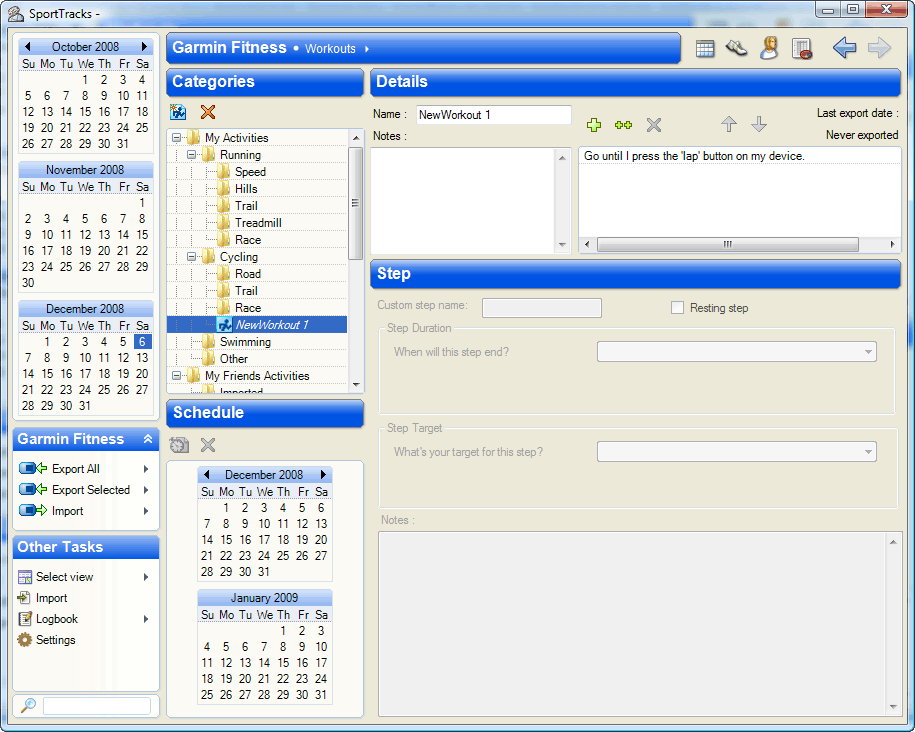 SportTracks -
October 2008
Su Mo Tu We Th Fr Sa
1 2 3 4
5 6 7 8 9 10 11
12 13 14 15 16 17 18
19 20 21 22 23 24 25
26 27 28 29 30 31
November 2008
Su Mo Tu We Th Fr Sa
1
2 3 4 5 6 7 8
9 10 11 12 13 14 15
16 17 18 19 20 21 22
23 24 25 26 27 28 29
30
December 2008
Su Mo Tu We Th Fr Sa
1 2 3 4 5 6
7 8 9 10 11 12 13
14 15 16 17 18 19 20
21 22 23 24 25 26 27
28 29 30 31
Garmin Fitness
Export All
Export Selected
Import
Other Tasks
Select view
Import
Logbook
Settings
Garmin Fitness • Workouts
Categories
My Activities
Running
Speed
Hills
Trail
Treadmill
Race
Cycling
Road
Trail
Race
NewWorkout 1
Swimming
Other
My Friends Activities
Imported
Schedule
December 2008
Su Mo Tu We Th Fr Sa
1 2 3 4 5 6
7 8 9 10 11 12 13
14 15 16 17 18 19 20
21 22 23 24 25 26 27
28 29 30 31
January 2009
Su Mo Tu We Th Fr Sa
1 2 3
4 5 6 7 8 9 10
11 12 13 14 15 16 17
18 19 20 21 22 23 24
25 26 27 28 29 30 31
Details
Name : NewWorkout 1
Notes :
Last export date :
Never exported
Go until I press the 'lap' button on my device.
Step
Custom step name:
Resting step
Step Duration
When will this step end?
Step Target
What's your target for this step?
Notes :